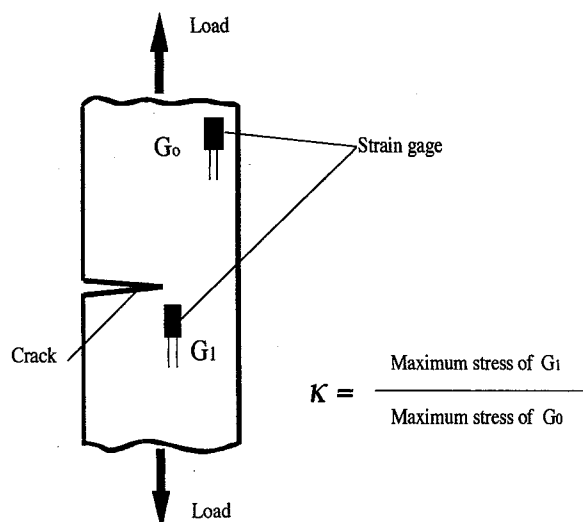 Load
G₀
Strain gage
Crack
G₁
K = Maximum stress of G₁
Maximum stress of G₀
Load